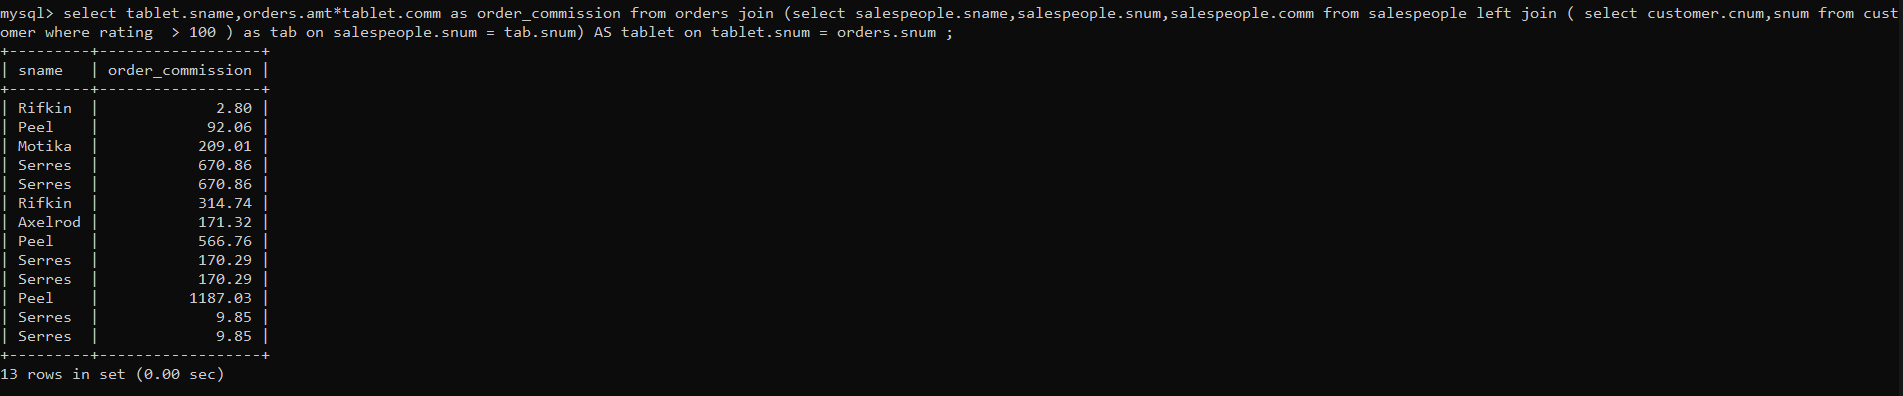 mysql> select tablet.sname,orders.amt*tablet.comm as order_commission from orders join (select salespeople.sname,salespeople.snum,salespeople.comm from salespeople left join ( select customer.cnum,snum from cust
omer where rating  > 100 ) as tab on salespeople.snum = tab.snum) AS tablet on tablet.snum = orders.snum ;
+---------+------------------+
| sname   | order_commission |
+---------+------------------+
| Rifkin  |             2.80 |
| Peel    |            92.06 |
| Motika  |           209.01 |
| Serres  |           670.86 |
| Serres  |           670.86 |
| Rifkin  |           314.74 |
| Axelrod |           171.32 |
| Peel    |           566.76 |
| Serres  |           170.29 |
| Serres  |           170.29 |
| Peel    |          1187.03 |
| Serres  |             9.85 |
| Serres  |             9.85 |
+---------+------------------+
13 rows in set (0.00 sec)